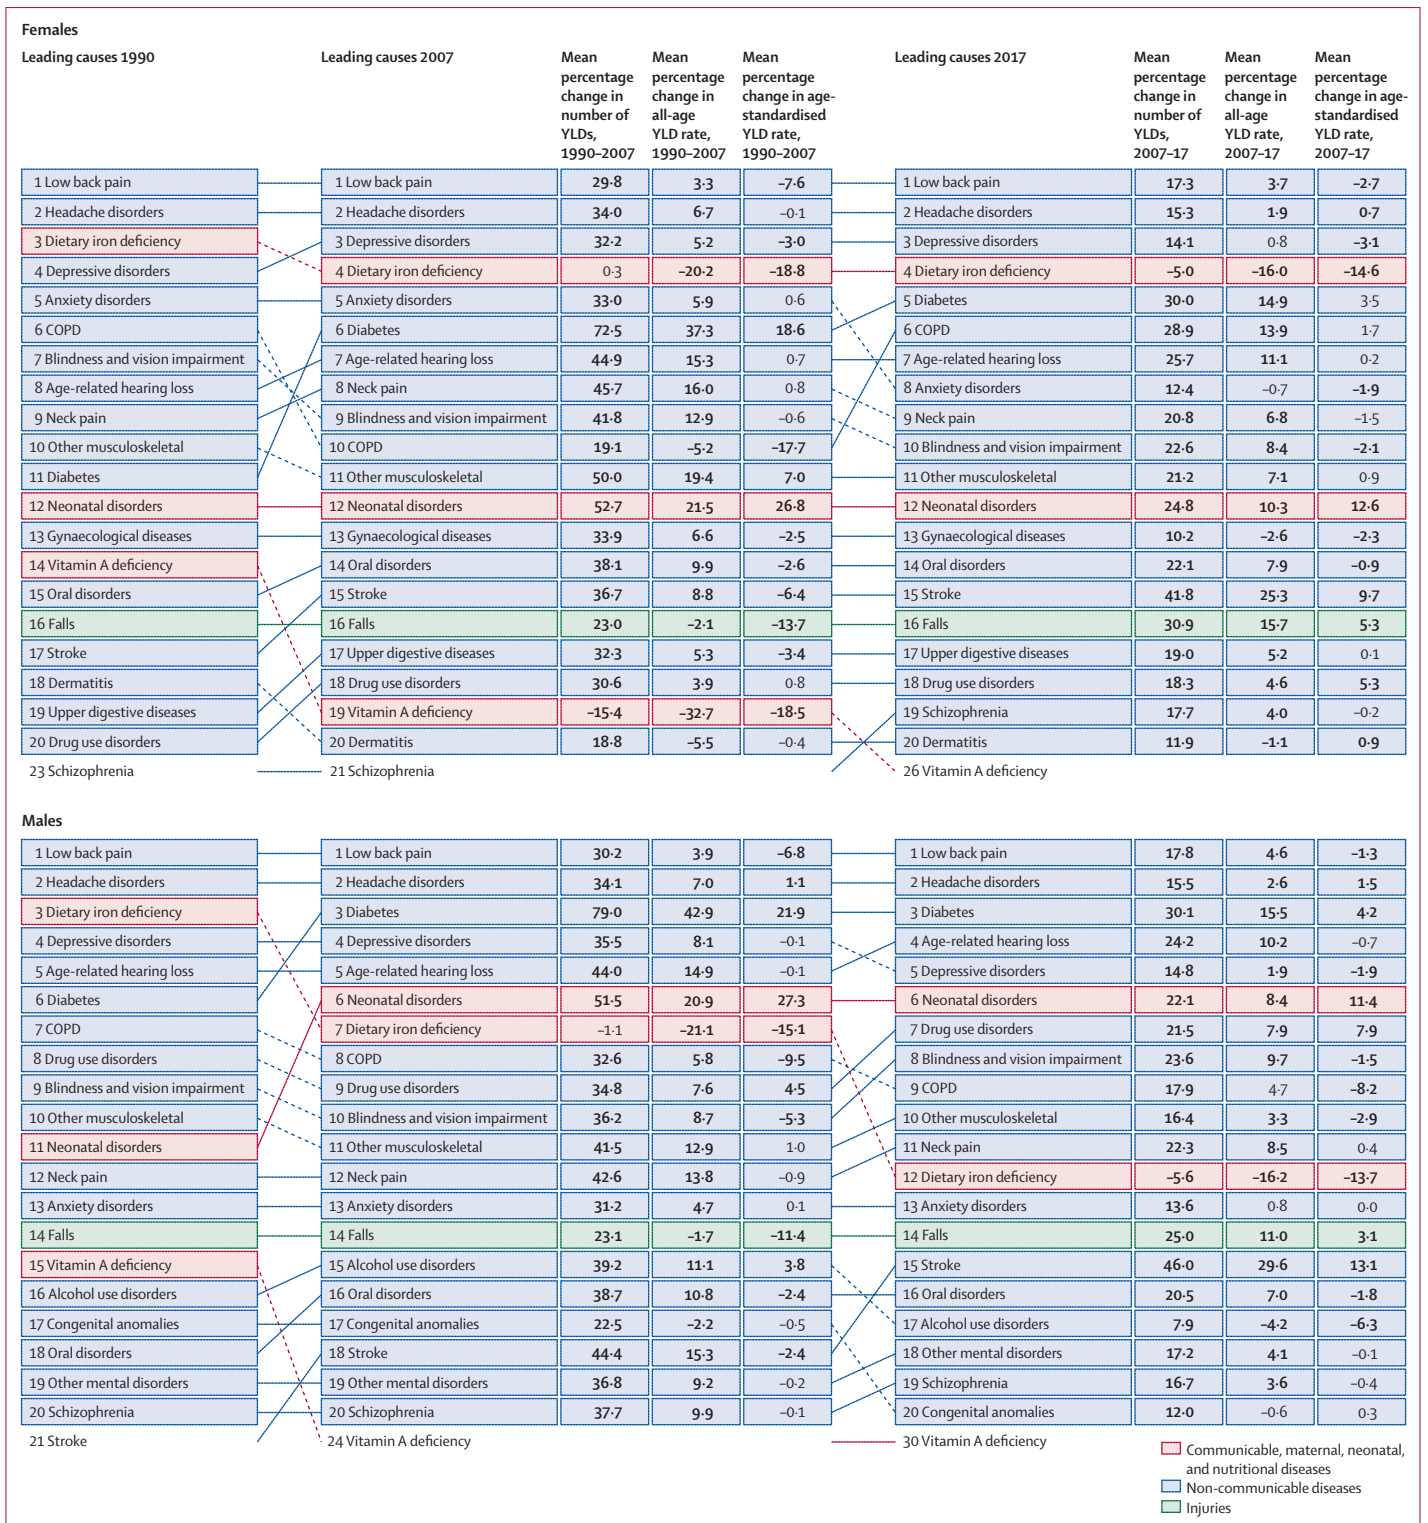 Females
Leading causes 1990
Leading causes 2007
Mean percentage change in number of YLDs, 1990–2007
Mean percentage change in all-age YLD rate, 1990–2007
Mean percentage change in age-standardised YLD rate, 1990–2007
Leading causes 2017
Mean percentage change in number of YLDs, 2007–17
Mean percentage change in all-age YLD rate, 2007–17
Mean percentage change in age-standardised YLD rate, 2007–17
1 Low back pain 1 Low back pain 29·8 3·3 –7·6 1 Low back pain 17·3 3·7 –2·7
2 Headache disorders 2 Headache disorders 34·0 6·7 –0·1 2 Headache disorders 15·3 1·9 0·7
3 Dietary iron deficiency 3 Depressive disorders 32·2 5·2 –3·0 3 Depressive disorders 14·1 0·8 –3·1
4 Depressive disorders 4 Dietary iron deficiency 0·3 –20·2 –18·8 4 Dietary iron deficiency –5·0 –16·0 –14·6
5 Anxiety disorders 5 Anxiety disorders 33·0 5·9 0·6 5 Diabetes 30·0 14·9 3·5
6 COPD 6 Diabetes 72·5 37·3 18·6 6 COPD 28·9 13·9 1·7
7 Blindness and vision impairment 7 Age-related hearing loss 44·9 15·3 0·7 7 Age-related hearing loss 25·7 11·1 0·2
8 Age-related hearing loss 8 Neck pain 45·7 16·0 0·8 8 Anxiety disorders 12·4 –0·7 –1·9
9 Neck pain 9 Blindness and vision impairment 41·8 12·9 –0·6 9 Neck pain 20·8 6·8 –1·5
10 Other musculoskeletal 10 COPD 19·1 –5·2 –17·7 10 Blindness and vision impairment 22·6 8·4 –2·1
11 Diabetes 11 Other musculoskeletal 50·0 19·4 7·0 11 Other musculoskeletal 21·2 7·1 0·9
12 Neonatal disorders 12 Neonatal disorders 52·7 21·5 26·8 12 Neonatal disorders 24·8 10·3 12·6
13 Gynaecological diseases 13 Gynaecological diseases 33·9 6·6 –2·5 13 Gynaecological diseases 10·2 –2·6 –2·3
14 Vitamin A deficiency 14 Oral disorders 38·1 9·9 –2·6 14 Oral disorders 22·1 7·9 –0·9
15 Oral disorders 15 Stroke 36·7 8·8 –6·4 15 Stroke 41·8 25·3 9·7
16 Falls 16 Falls 23·0 –2·1 –13·7 16 Falls 30·9 15·7 5·3
17 Stroke 17 Upper digestive diseases 32·3 5·3 –3·4 17 Upper digestive diseases 19·0 5·2 0·1
18 Dermatitis 18 Drug use disorders 30·6 3·9 0·8 18 Drug use disorders 18·3 4·6 5·3
19 Upper digestive diseases 19 Vitamin A deficiency –15·4 –32·7 –18·5 19 Schizophrenia 17·7 4·0 –0·2
20 Drug use disorders 20 Dermatitis 18·8 –5·5 –0·4 20 Dermatitis 11·9 –1·1 0·9
23 Schizophrenia 21 Schizophrenia 26 Vitamin A deficiency
Males
1 Low back pain 1 Low back pain 30·2 3·9 –6·8 1 Low back pain 17·8 4·6 –1·3
2 Headache disorders 2 Headache disorders 34·1 7·0 1·1 2 Headache disorders 15·5 2·6 1·5
3 Dietary iron deficiency 3 Diabetes 79·0 42·9 21·9 3 Diabetes 30·1 15·5 4·2
4 Depressive disorders 4 Depressive disorders 35·5 8·1 –0·1 4 Age-related hearing loss 24·2 10·2 –0·7
5 Age-related hearing loss 5 Age-related hearing loss 44·0 14·9 –0·1 5 Depressive disorders 14·8 1·9 –1·9
6 Diabetes 6 Neonatal disorders 51·5 20·9 27·3 6 Neonatal disorders 22·1 8·4 11·4
7 COPD 7 Dietary iron deficiency –1·1 –21·1 –15·1 7 Drug use disorders 21·5 7·9 7·9
8 Drug use disorders 8 COPD 32·6 5·8 –9·5 8 Blindness and vision impairment 23·6 9·7 –1·5
9 Blindness and vision impairment 9 Drug use disorders 34·8 7·6 4·5 9 COPD 17·9 4·7 –8·2
10 Other musculoskeletal 10 Blindness and vision impairment 36·2 8·7 –5·3 10 Other musculoskeletal 16·4 3·3 –2·9
11 Neonatal disorders 11 Other musculoskeletal 41·5 12·9 1·0 11 Neck pain 22·3 8·5 0·4
12 Neck pain 12 Neck pain 42·6 13·8 –0·9 12 Dietary iron deficiency –5·6 –16·2 –13·7
13 Anxiety disorders 13 Anxiety disorders 31·2 4·7 0·1 13 Anxiety disorders 13·6 0·8 0·0
14 Falls 14 Falls 23·1 –1·7 –11·4 14 Falls 25·0 11·0 3·1
15 Vitamin A deficiency 15 Alcohol use disorders 39·2 11·1 3·8 15 Stroke 46·0 29·6 13·1
16 Alcohol use disorders 16 Oral disorders 38·7 10·8 –2·4 16 Oral disorders 20·5 7·0 –1·8
17 Congenital anomalies 17 Congenital anomalies 22·5 –2·2 –0·5 17 Alcohol use disorders 7·9 –4·2 –6·3
18 Oral disorders 18 Stroke 44·4 15·3 –2·4 18 Other mental disorders 17·2 4·1 –0·1
19 Other mental disorders 19 Other mental disorders 36·8 9·2 –0·2 19 Schizophrenia 16·7 3·6 –0·4
20 Schizophrenia 20 Schizophrenia 37·7 9·9 –0·1 20 Congenital anomalies 12·0 –0·6 0·3
21 Stroke 24 Vitamin A deficiency 30 Vitamin A deficiency
Communicable, maternal, neonatal,
and nutritional diseases
Non-communicable diseases
Injuries